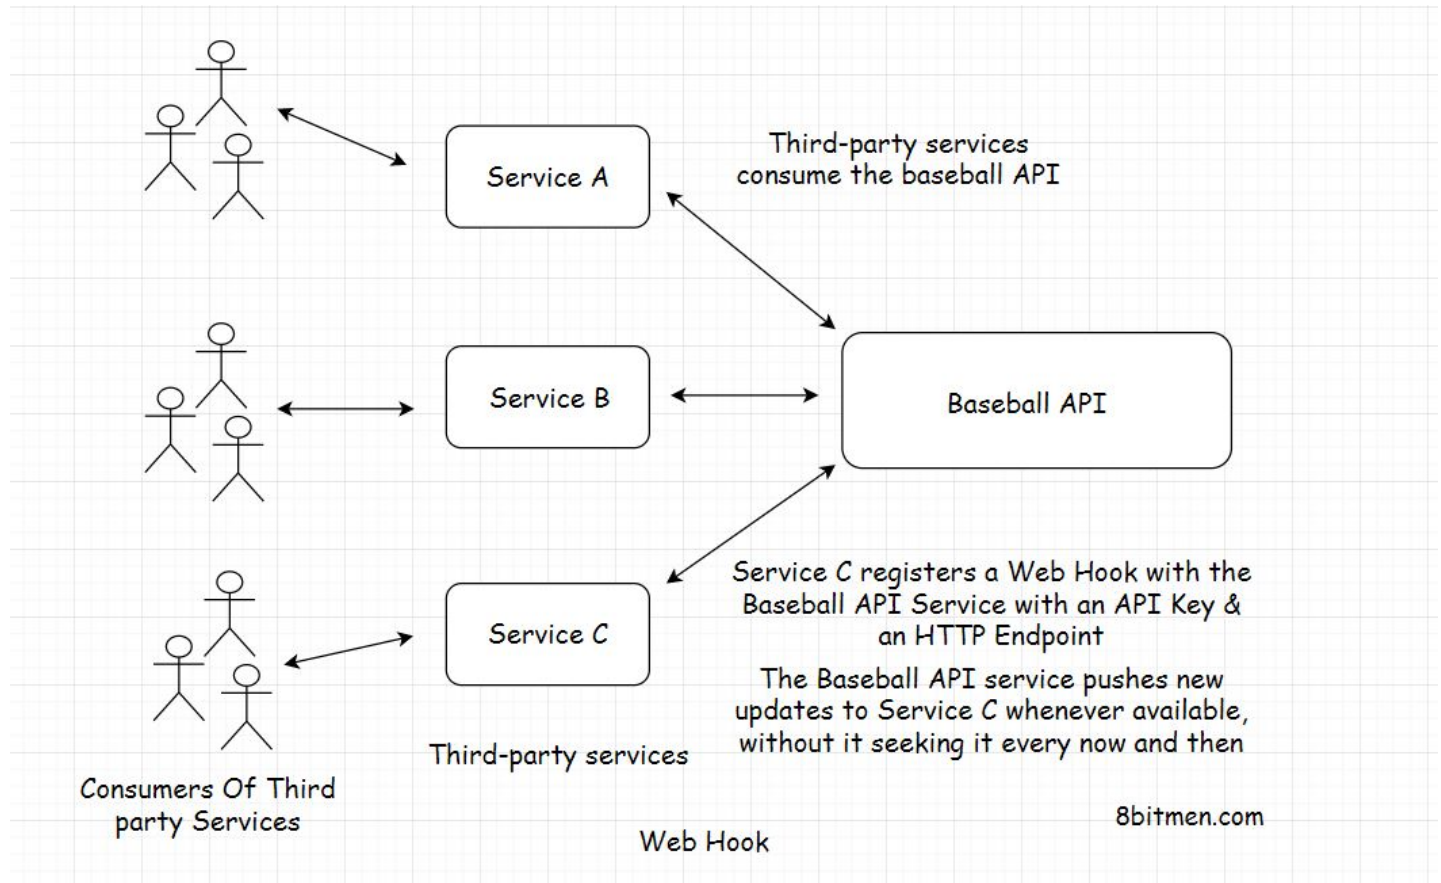 Third-party services
consume the baseball API
Service A
Service B
Baseball API
Service C registers a Web Hook with the
Baseball API Service with an API Key &
an HTTP Endpoint
Service C
The Baseball API service pushes new
updates to Service C whenever available,
without it seeking it every now and then
Third-party services
Consumers Of Third
party Services
8bitmen.com
Web Hook